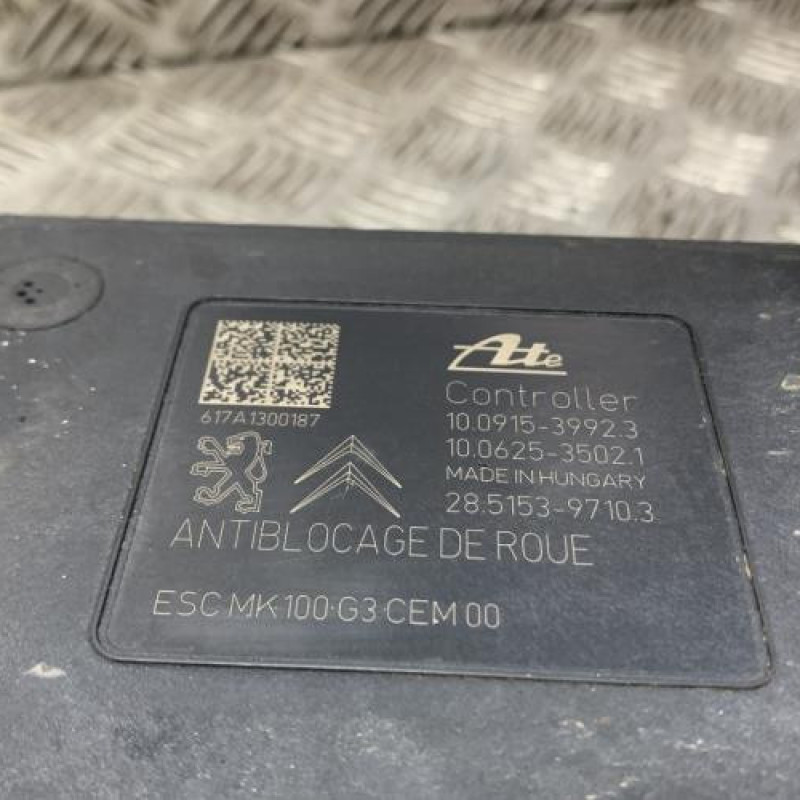 Ate
Controller
617A1300187
10.0915-3992.3
10.0625-3502.1
MADE IN HUNGARY
28.5153-9710.3
ANTIBLOCAGE DE ROUE
ESC MK100·G3·CEM 00